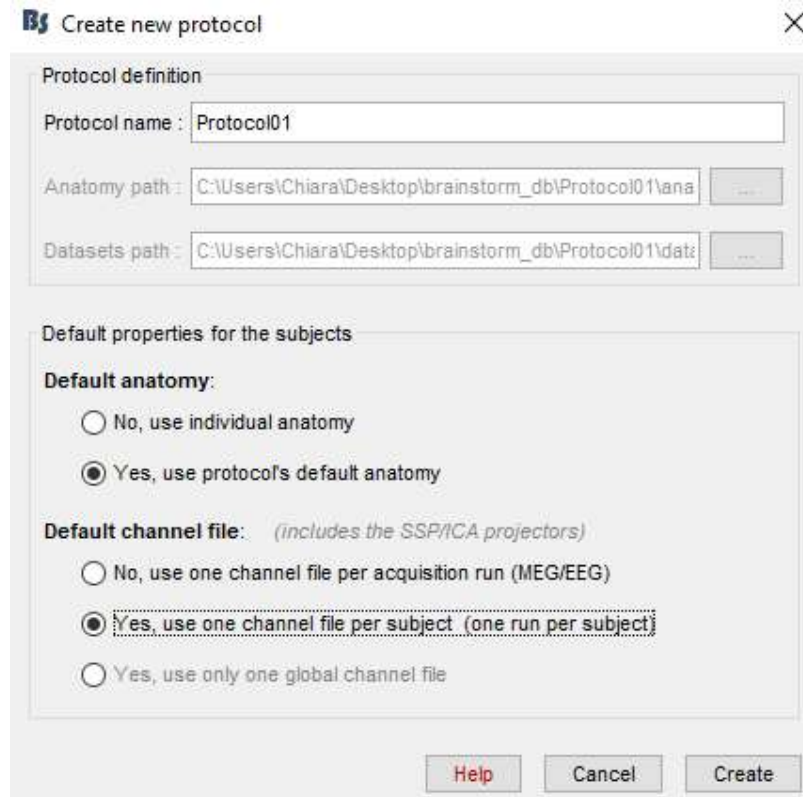 BS Create new protocol
Protocol definition
Protocol name : Protocol01
Anatomy path : C:\Users\Chiara\Desktop\brainstorm_db\Protocol01\ana ...
Datasets path : C:\Users\Chiara\Desktop\brainstorm_db\Protocol01\data ...
Default properties for the subjects
Default anatomy:
No, use individual anatomy
Yes, use protocol's default anatomy
Default channel file: (includes the SSP/ICA projectors)
No, use one channel file per acquisition run (MEG/EEG)
Yes, use one channel file per subject (one run per subject)
Yes, use only one global channel file
Help Cancel Create